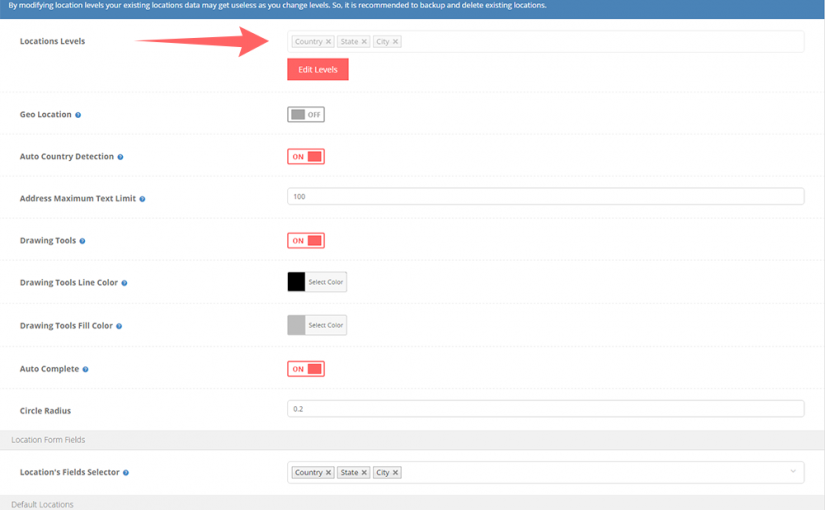 By modifying location levels your existing locations data may get useless as you change levels. So, it is recommended to backup and delete existing locations.
Locations Levels Country × State × City ×
Edit Levels
Geo Location ? OFF
Auto Country Detection ? ON
Address Maximum Text Limit ? 100
Drawing Tools ? ON
Drawing Tools Line Color ? Select Color
Drawing Tools Fill Color ? Select Color
Auto Complete ? ON
Circle Radius 0.2
Location Form Fields
Location's Fields Selector ? Country × State × City ×
Default Locations